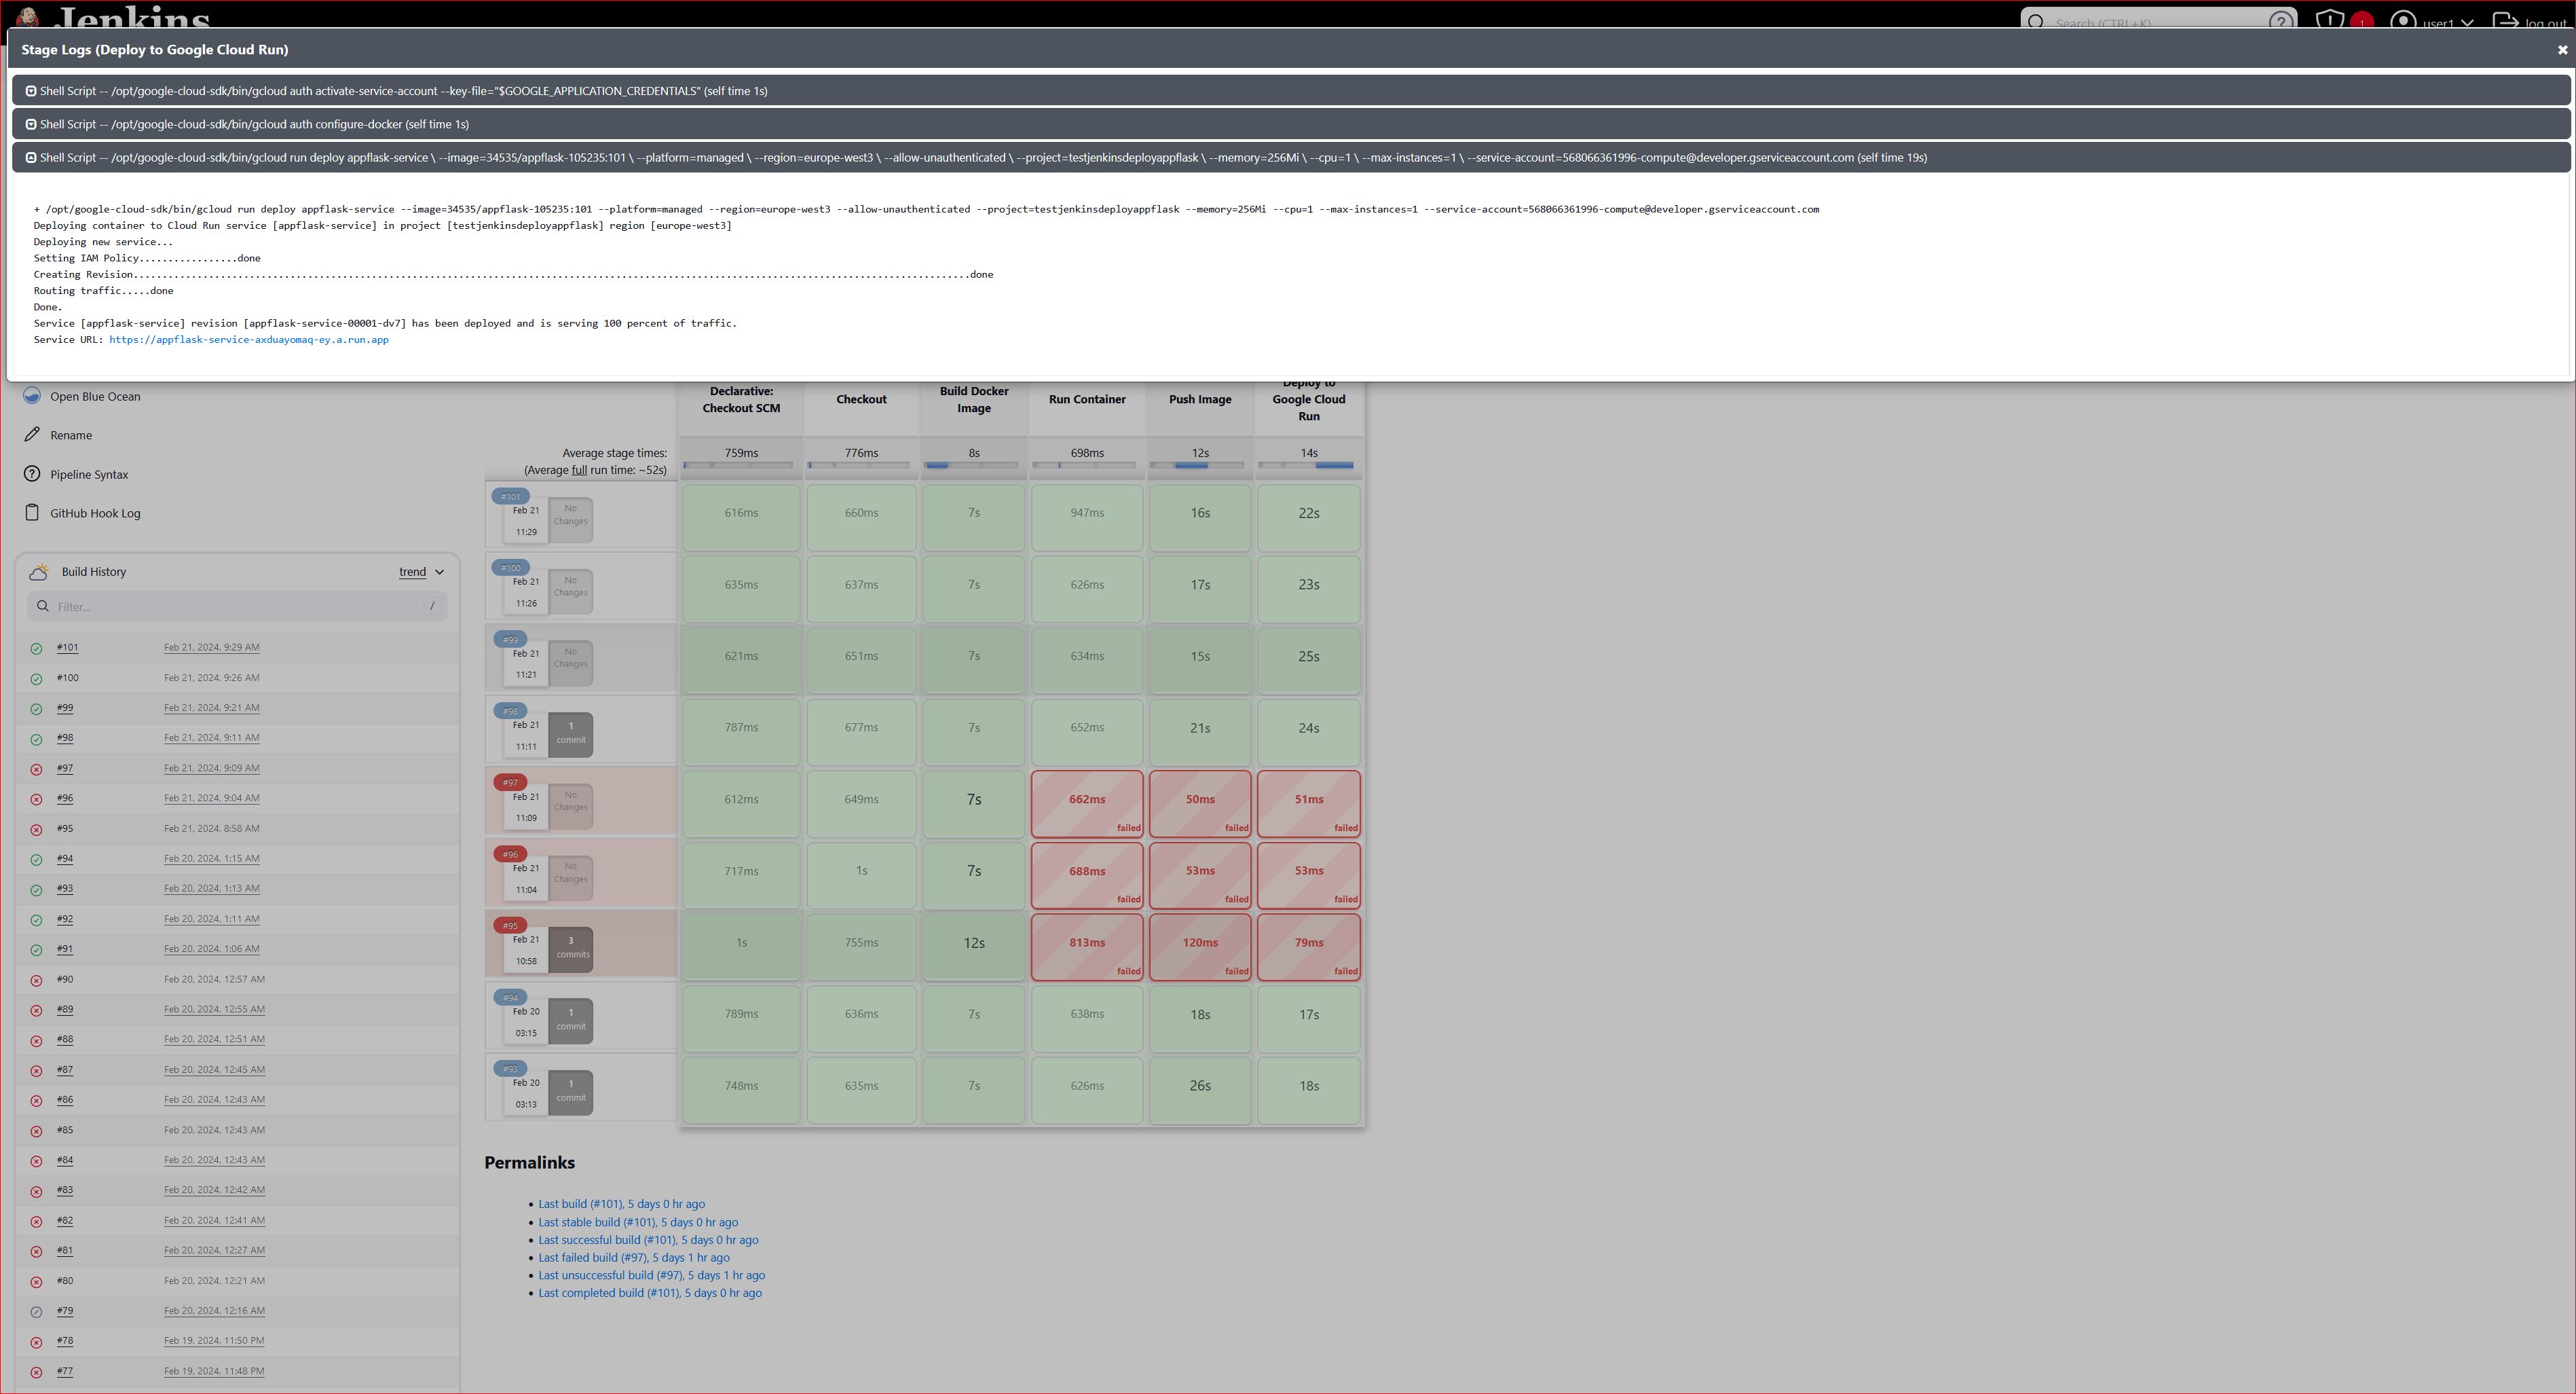 Jenkins
Search (CTRL+K)
?
1
user1
log out
Stage Logs (Deploy to Google Cloud Run)
Shell Script -- /opt/google-cloud-sdk/bin/gcloud auth activate-service-account --key-file="$GOOGLE_APPLICATION_CREDENTIALS" (self time 1s)
Shell Script -- /opt/google-cloud-sdk/bin/gcloud auth configure-docker (self time 1s)
Shell Script -- /opt/google-cloud-sdk/bin/gcloud run deploy appflask-service \ --image=34535/appflask-105235:101 \ --platform=managed \ --region=europe-west3 \ --allow-unauthenticated \ --project=testjenkinsdeployappflask \ --memory=256Mi \ --cpu=1 \ --max-instances=1 \ --service-account=568066361996-compute@developer.gserviceaccount.com (self time 19s)
+ /opt/google-cloud-sdk/bin/gcloud run deploy appflask-service --image=34535/appflask-105235:101 --platform=managed --region=europe-west3 --allow-unauthenticated --project=testjenkinsdeployappflask --memory=256Mi --cpu=1 --max-instances=1 --service-account=568066361996-compute@developer.gserviceaccount.com
Deploying container to Cloud Run service [appflask-service] in project [testjenkinsdeployappflask] region [europe-west3]
Deploying new service...
Setting IAM Policy.................done
Creating Revision................................................................................................................................................done
Routing traffic.....done
Done.
Service [appflask-service] revision [appflask-service-00001-dv7] has been deployed and is serving 100 percent of traffic.
Service URL: https://appflask-service-axduayomaq-ey.a.run.app
Open Blue Ocean
Rename
Pipeline Syntax
GitHub Hook Log
Build History
trend
Filter...
/
#101 Feb 21, 2024, 9:29 AM
#100 Feb 21, 2024, 9:26 AM
#99 Feb 21, 2024, 9:21 AM
#98 Feb 21, 2024, 9:11 AM
#97 Feb 21, 2024, 9:09 AM
#96 Feb 21, 2024, 9:04 AM
#95 Feb 21, 2024, 8:58 AM
#94 Feb 20, 2024, 1:15 AM
#93 Feb 20, 2024, 1:13 AM
#92 Feb 20, 2024, 1:11 AM
#91 Feb 20, 2024, 1:06 AM
#90 Feb 20, 2024, 12:57 AM
#89 Feb 20, 2024, 12:55 AM
#88 Feb 20, 2024, 12:51 AM
#87 Feb 20, 2024, 12:45 AM
#86 Feb 20, 2024, 12:43 AM
#85 Feb 20, 2024, 12:43 AM
#84 Feb 20, 2024, 12:43 AM
#83 Feb 20, 2024, 12:42 AM
#82 Feb 20, 2024, 12:41 AM
#81 Feb 20, 2024, 12:27 AM
#80 Feb 20, 2024, 12:21 AM
#79 Feb 20, 2024, 12:16 AM
#78 Feb 19, 2024, 11:50 PM
#77 Feb 19, 2024, 11:48 PM
Declarative:
Checkout SCM
Checkout
Build Docker
Image
Run Container
Push Image
Deploy to
Google Cloud
Run
Average stage times:
(Average full run time: ~52s)
759ms 776ms 8s 698ms 12s 14s
#101
Feb 21
11:29
No
Changes
616ms 660ms 7s 947ms 16s 22s
#100
Feb 21
11:26
No
Changes
635ms 637ms 7s 626ms 17s 23s
#99
Feb 21
11:21
No
Changes
621ms 651ms 7s 634ms 15s 25s
#98
Feb 21
11:11
1
commit
787ms 677ms 7s 652ms 21s 24s
#97
Feb 21
11:09
No
Changes
612ms 649ms 7s 662ms 50ms 51ms
failed failed failed
#96
Feb 21
11:04
No
Changes
717ms 1s 7s 688ms 53ms 53ms
failed failed failed
#95
Feb 21
10:58
3
commits
1s 755ms 12s 813ms 120ms 79ms
failed failed failed
#94
Feb 20
03:15
1
commit
789ms 636ms 7s 638ms 18s 17s
#93
Feb 20
03:13
1
commit
748ms 635ms 7s 626ms 26s 18s
Permalinks
Last build (#101), 5 days 0 hr ago
Last stable build (#101), 5 days 0 hr ago
Last successful build (#101), 5 days 0 hr ago
Last failed build (#97), 5 days 1 hr ago
Last unsuccessful build (#97), 5 days 1 hr ago
Last completed build (#101), 5 days 0 hr ago